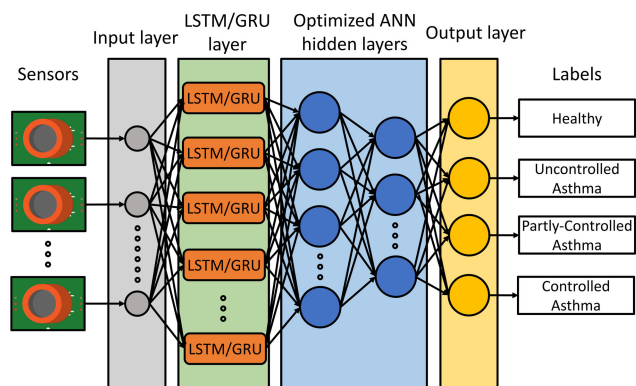 Sensors
Input layer
LSTM/GRU
layer
Optimized ANN
hidden layers
Output layer
Labels
LSTM/GRU
LSTM/GRU
LSTM/GRU
LSTM/GRU
LSTM/GRU
Healthy
Uncontrolled
Asthma
Partly-Controlled
Asthma
Controlled
Asthma